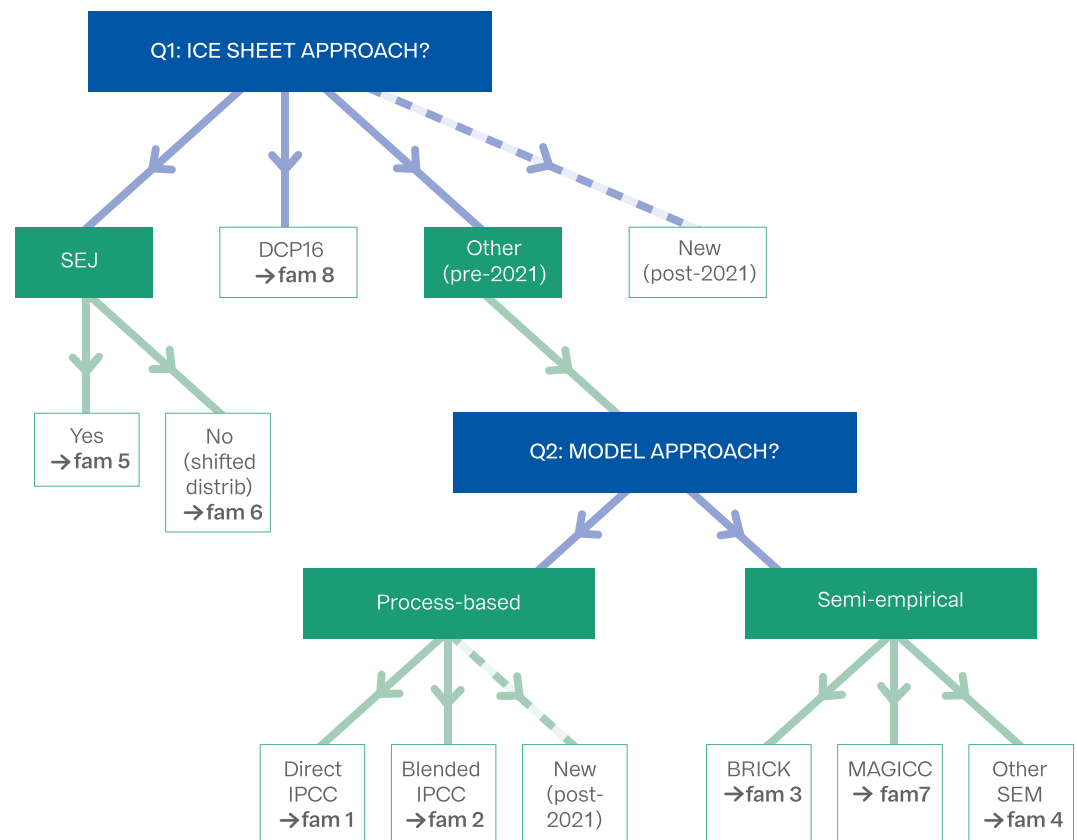 Q1: ICE SHEET APPROACH?
SEJ
DCP16
→fam 8
Other
(pre-2021)
New
(post-2021)
Yes
→fam 5
No
(shifted
distrib)
→fam 6
Q2: MODEL APPROACH?
Process-based
Semi-empirical
Direct
IPCC
→fam 1
Blended
IPCC
→fam 2
New
(post-
2021)
BRICK
→fam 3
MAGICC
→ fam7
Other
SEM
→fam 4